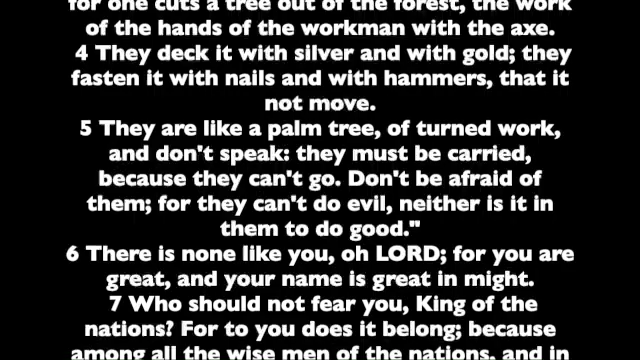 for one cuts a tree out of the forest, the work
of the hands of the workman with the axe.
4 They deck it with silver and with gold; they
fasten it with nails and with hammers, that it
not move.
5 They are like a palm tree, of turned work,
and don't speak: they must be carried,
because they can't go. Don't be afraid of
them; for they can't do evil, neither is it in
them to do good."
6 There is none like you, oh LORD; for you are
great, and your name is great in might.
7 Who should not fear you, King of the
nations? For to you does it belong; because
among all the wise men of the nations, and in